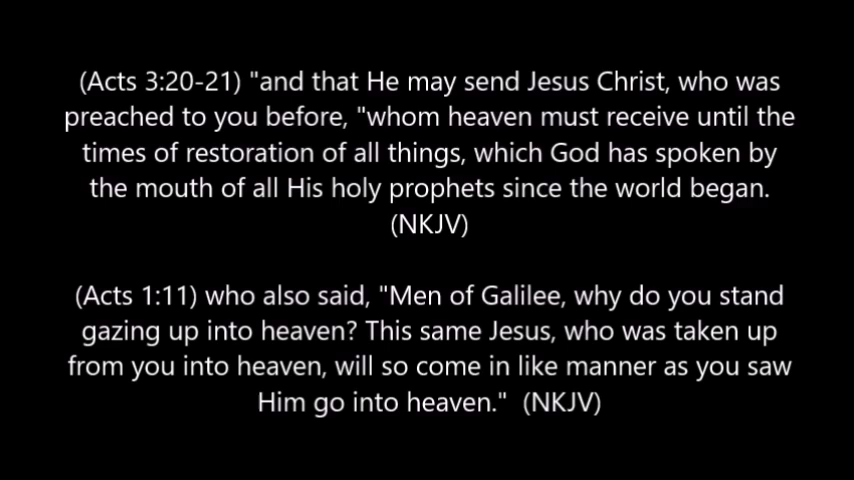 (Acts 3:20-21) "and that He may send Jesus Christ, who was
preached to you before, "whom heaven must receive until the
times of restoration of all things, which God has spoken by
the mouth of all His holy prophets since the world began.
(NKJV)
(Acts 1:11) who also said, "Men of Galilee, why do you stand
gazing up into heaven? This same Jesus, who was taken up
from you into heaven, will so come in like manner as you saw
Him go into heaven."  (NKJV)